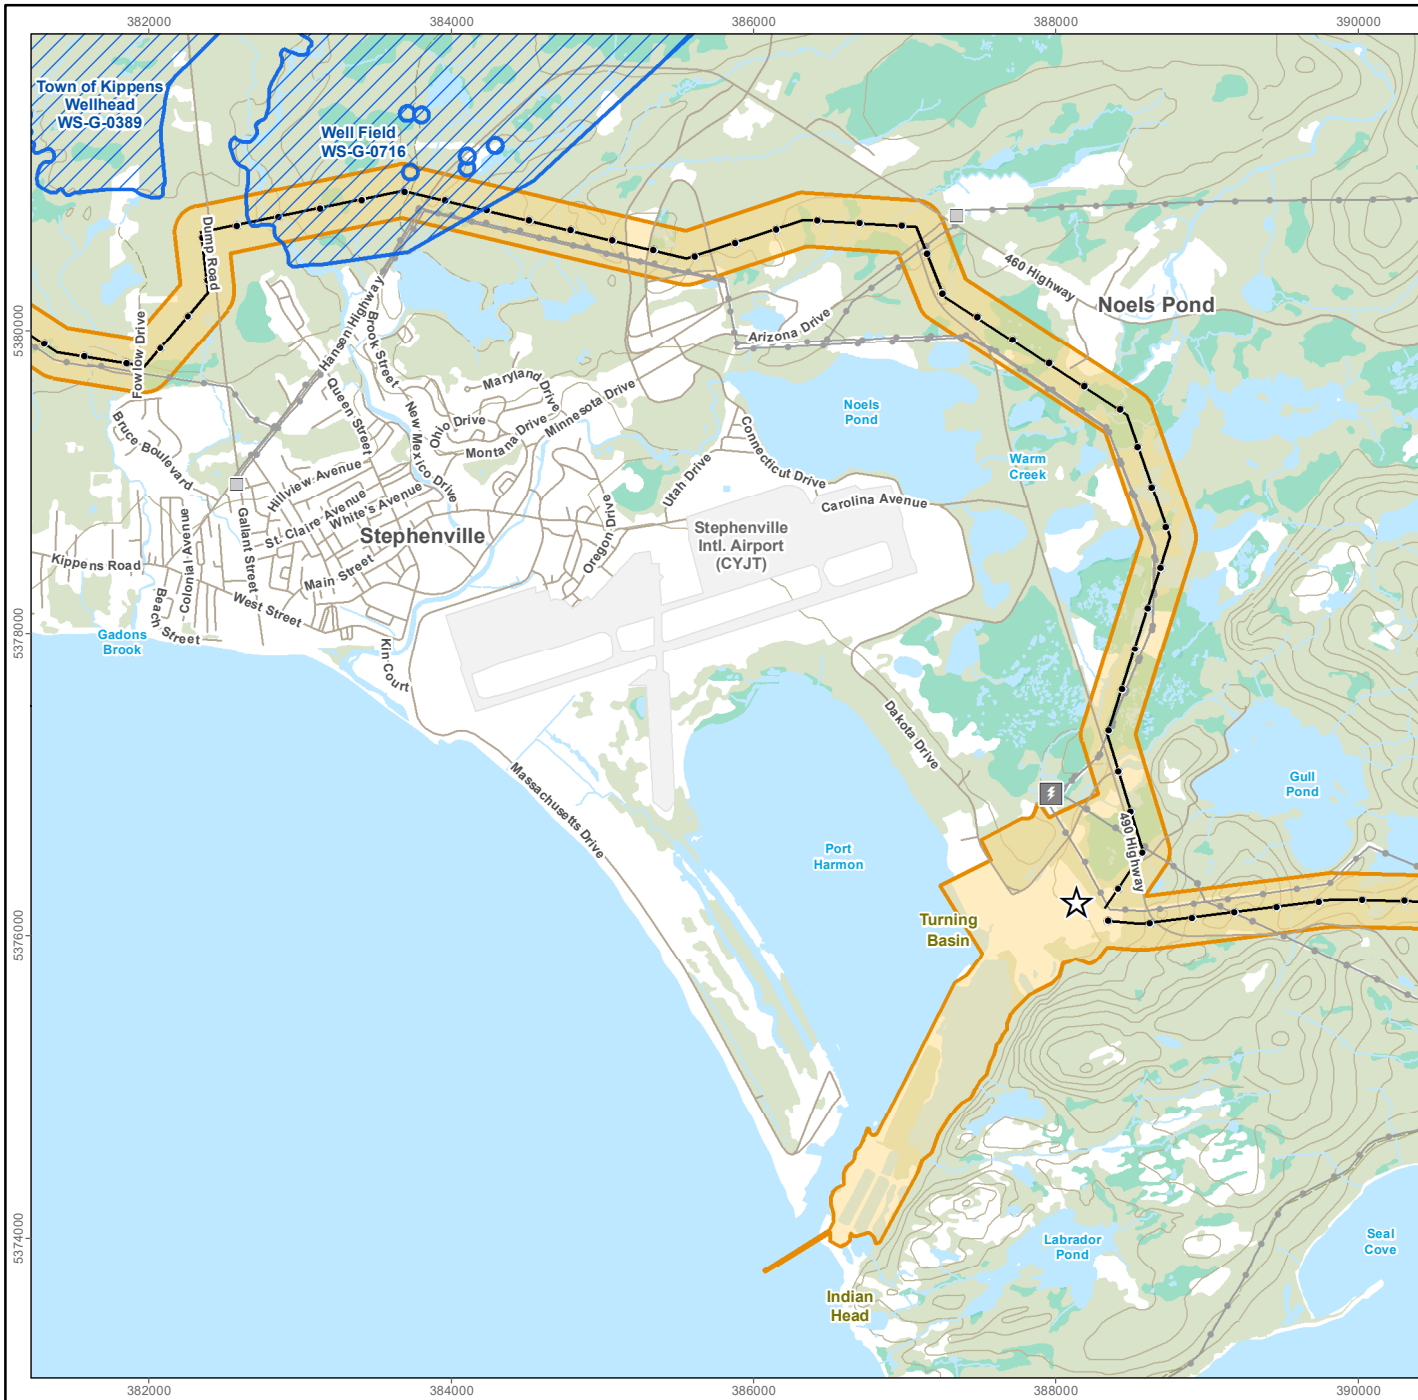 382000
384000
386000
388000
390000
Town of Kippens
Wellhead
WS-G-0389
Well Field
WS-G-0716
Dump Road
460 Highway
Noels Pond
5380000
Fowlow Drive
Hansen Highway
Brook Street
Arizona Drive
Maryland Drive
Minnesota Drive
Queen Street
New Mexico Drive
Ohio Drive
Montana Drive
Noels
Pond
Bruce Boulevard
Connecticut Drive
Utah Drive
Warm
Creek
Hillview Avenue
St. Claire Avenue
White's Avenue
Carolina Avenue
Stephenville
Oregon Drive
Stephenville
Intl. Airport
(CYJT)
Gallant Street
Colonial Avenue
Kippens Road
Main Street
Beach Street
West Street
5378000
Gadons
Brook
Kin Court
Dakota Drive
Massachusetts Drive
Gull
Pond
490 Highway
Port
Harmon
Turning
Basin
5376000
5374000
Labrador
Pond
Seal
Cove
Indian
Head
382000
384000
386000
388000
390000